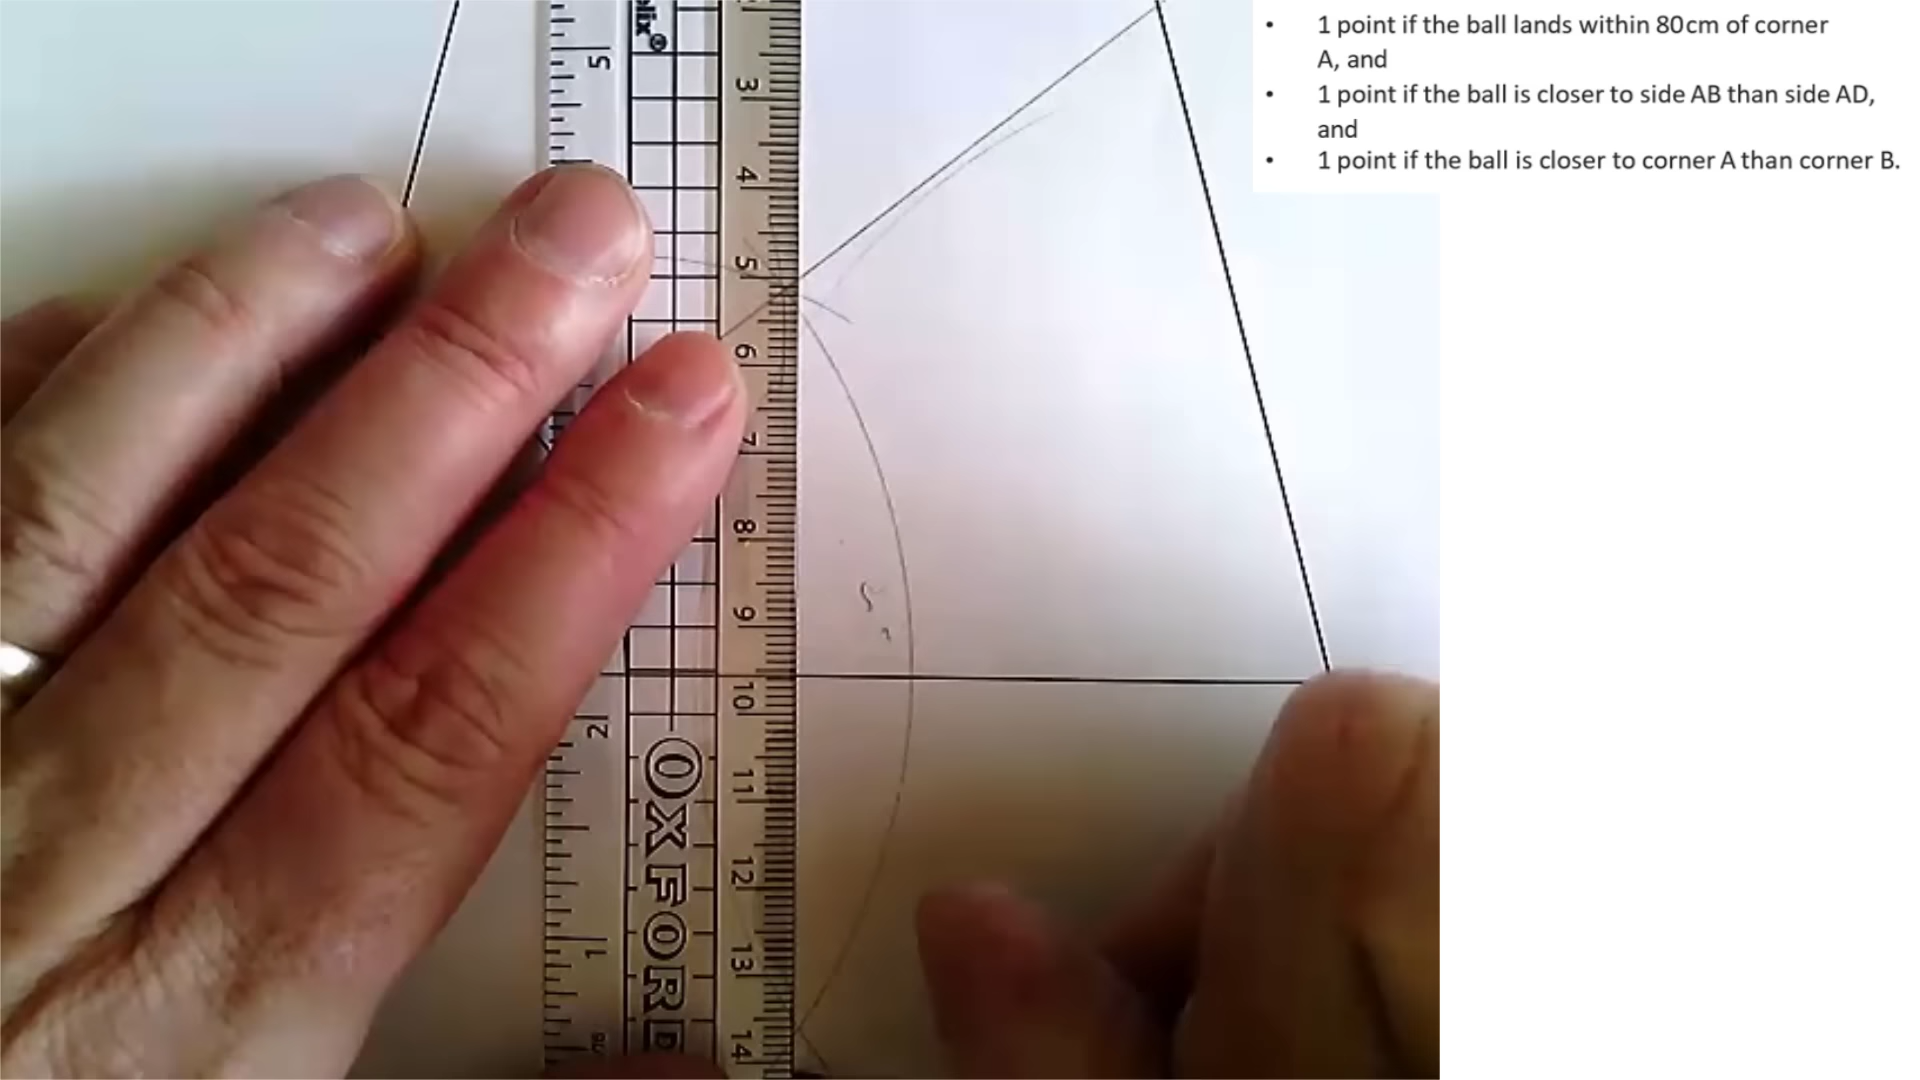 1 point if the ball lands within 80cm of corner
A, and
1 point if the ball is closer to side AB than side AD,
and
1 point if the ball is closer to corner A than corner B.
elix®
5
2
1
3
4
5
6
7
8
9
10
11
12
13
14
OXFORD